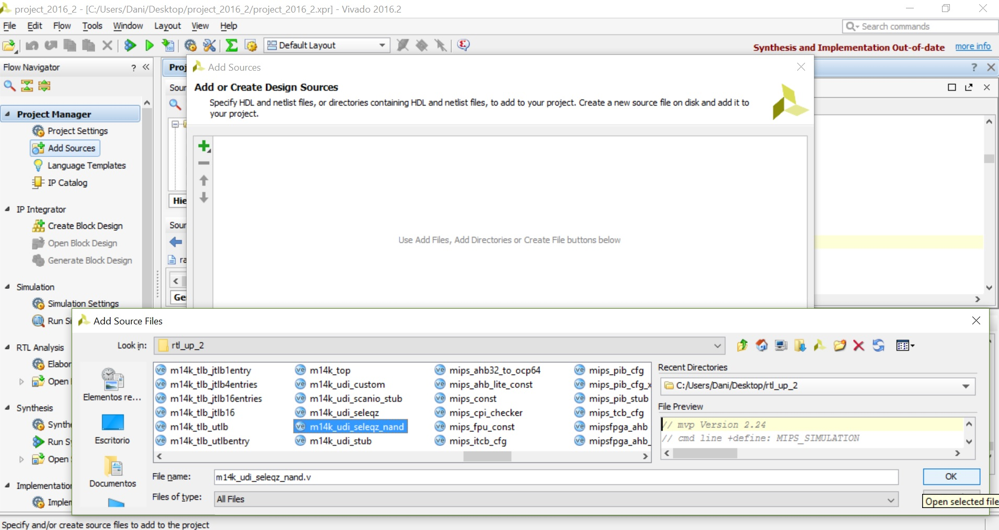 project_2016_2 - [C:/Users/Dani/Desktop/project_2016_2/project_2016_2.xpr] - Vivado 2016.2
File Edit Flow Tools Window Layout View Help
Search commands
Default Layout
Synthesis and Implementation Out-of-date more info
Flow Navigator
Project Manager
Project Settings
Add Sources
Language Templates
IP Catalog
IP Integrator
Create Block Design
Open Block Design
Generate Block Design
Simulation
Simulation Settings
Run Si
RTL Analysis
Elabor
Open
Synthesis
Synthe
Run Sy
Open
Implementation
Implem
Proj
Sour
Hie
Sour
ra
Ge
Add Sources
Add or Create Design Sources
Specify HDL and netlist files, or directories containing HDL and netlist files, to add to your project. Create a new source file on disk and add it to
your project.
Use Add Files, Add Directories or Create File buttons below
Add Source Files
Look in: rtl_up_2
Elementos re...
Escritorio
Documentos
m14k_tlb_jtlb1entry
m14k_tlb_jtlb4entries
m14k_tlb_jtlb16entries
m14k_tlb_jtlb16
m14k_tlb_utlb
m14k_tlb_utlbentry
m14k_top
m14k_udi_custom
m14k_udi_scanio_stub
m14k_udi_seleqz
m14k_udi_seleqz_nand
m14k_udi_stub
mips_ahb32_to_ocp64
mips_ahb_lite_const
mips_const
mips_cpi_checker
mips_fpu_const
mips_itcb_cfg
mips_pib_cfg
mips_pib_cfg_x
mips_pib_stub
mips_tcb_cfg
mipsfpga_ahb
mipsfpga_ahb_
Recent Directories
C:/Users/Dani/Desktop/rtl_up_2
File Preview
// mvp Version 2.24
// cmd line +define: MIPS_SIMULATION
File name: m14k_udi_seleqz_nand.v
Files of type: All Files
OK
Open selected file
Specify and/or create source files to add to the project